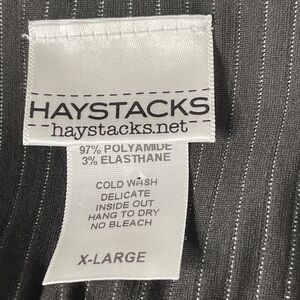 HAYSTACKS
haystacks.net
97% POLYAMIDE
3% ELASTHANE
COLD WASH
DELICATE
INSIDE OUT
HANG TO DRY
NO BLEACH
X-LARGE